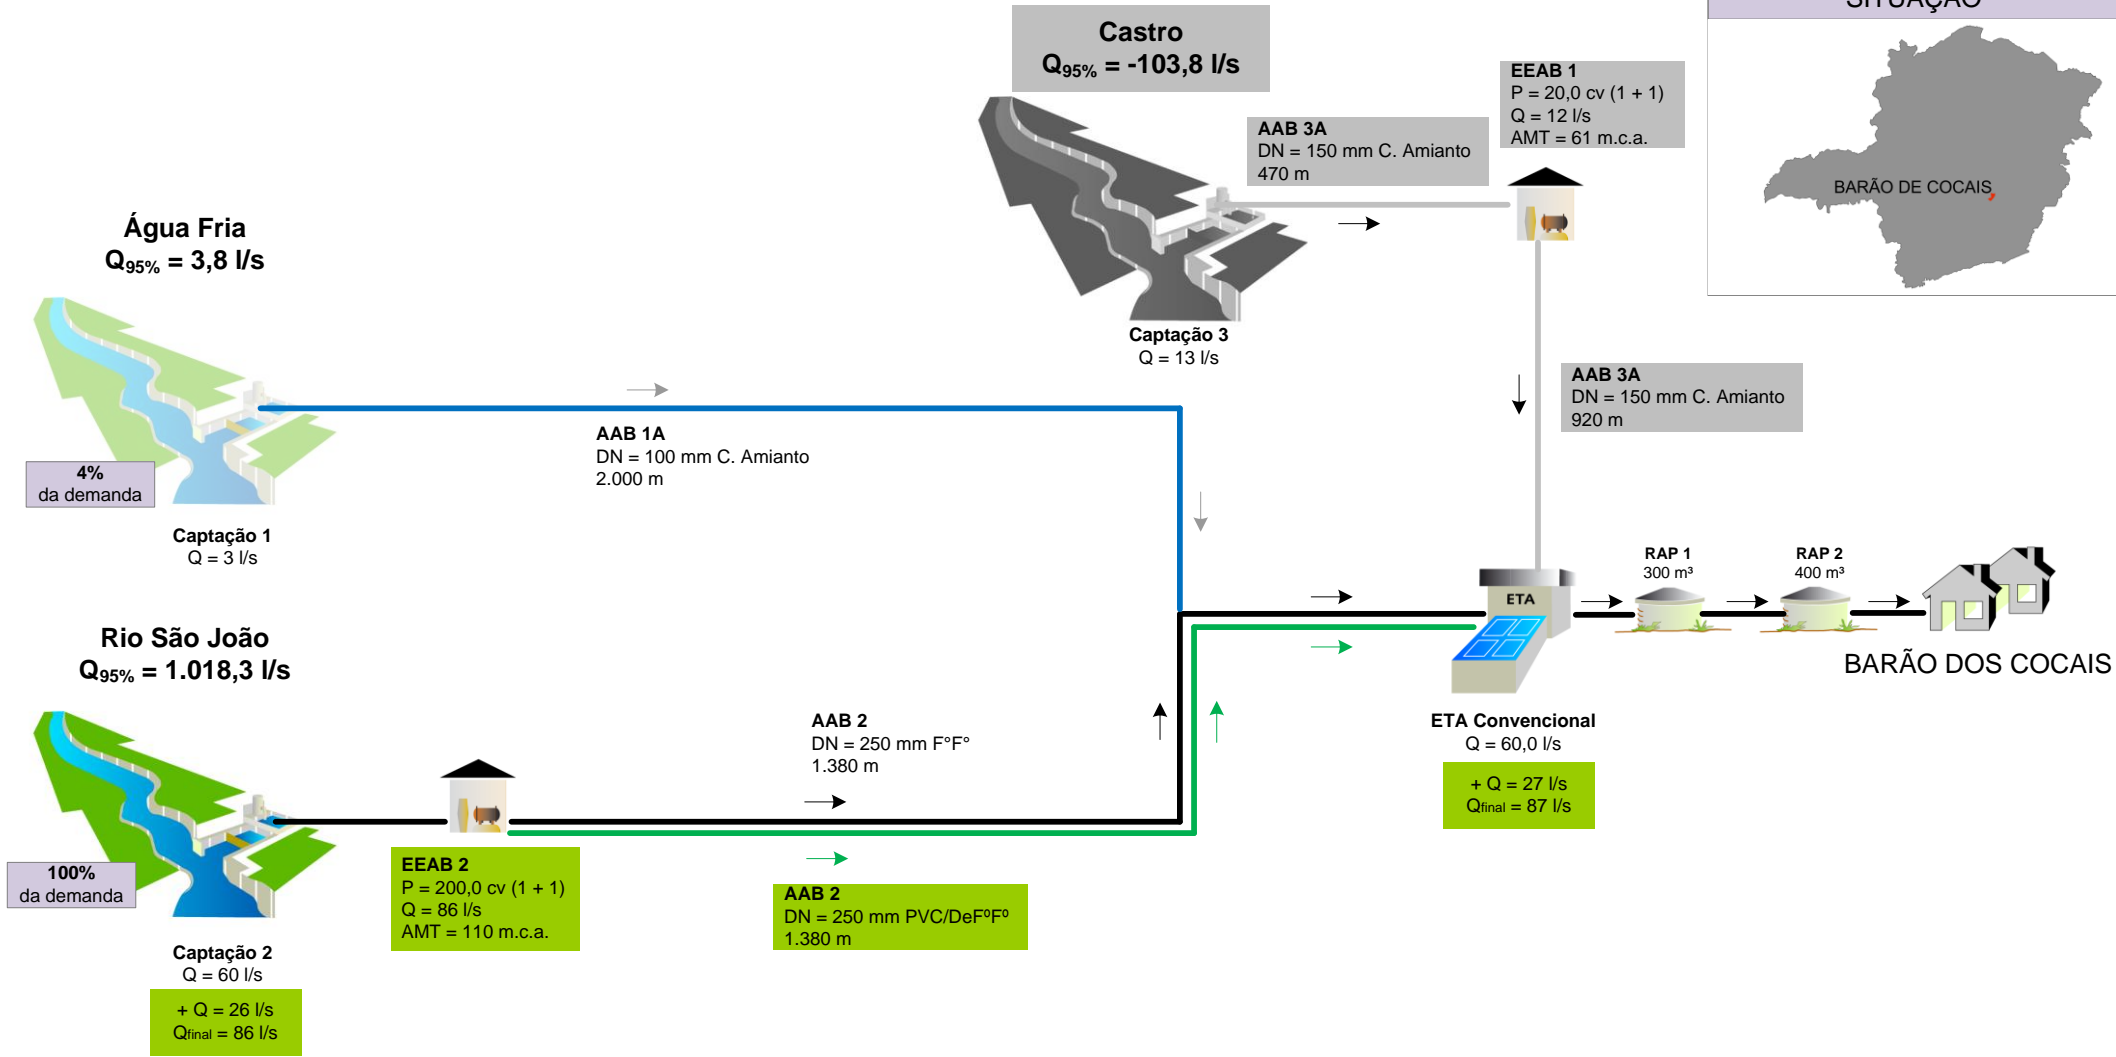 SITUAÇÃO
BARÃO DE COCAIS
Castro
Q95% = -103,8 l/s
EEAB 1
P = 20,0 cv (1 + 1)
Q = 12 l/s
AMT = 61 m.c.a.
AAB 3A
DN = 150 mm C. Amianto
470 m
Captação 3
Q = 13 l/s
AAB 3A
DN = 150 mm C. Amianto
920 m
Água Fria
Q95% = 3,8 l/s
4%
da demanda
Captação 1
Q = 3 l/s
AAB 1A
DN = 100 mm C. Amianto
2.000 m
Rio São João
Q95% = 1.018,3 l/s
100%
da demanda
Captação 2
Q = 60 l/s
+ Q = 26 l/s
Qfinal = 86 l/s
EEAB 2
P = 200,0 cv (1 + 1)
Q = 86 l/s
AMT = 110 m.c.a.
AAB 2
DN = 250 mm F°F°
1.380 m
AAB 2
DN = 250 mm PVC/DeFºFº
1.380 m
ETA
ETA Convencional
Q = 60,0 l/s
+ Q = 27 l/s
Qfinal = 87 l/s
RAP 1
300 m³
RAP 2
400 m³
BARÃO DOS COCAIS